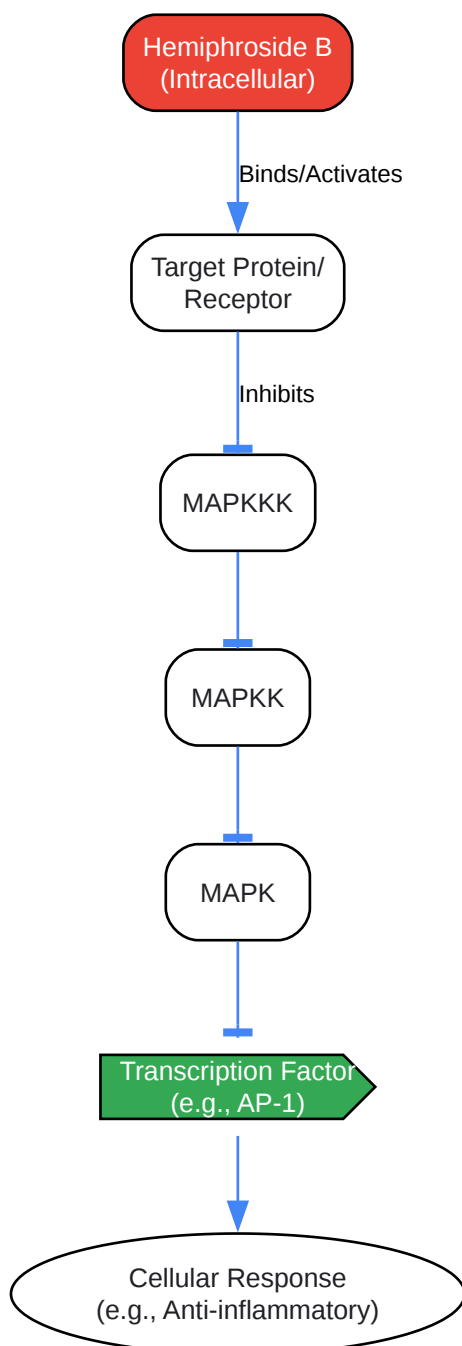 Hemiphroside B
(Intracellular)
Binds/Activates
Target Protein/
Receptor
Inhibits
MAPKKK
MAPKK
MAPK
Transcription Factor
(e.g., AP-1)
Cellular Response
(e.g., Anti-inflammatory)